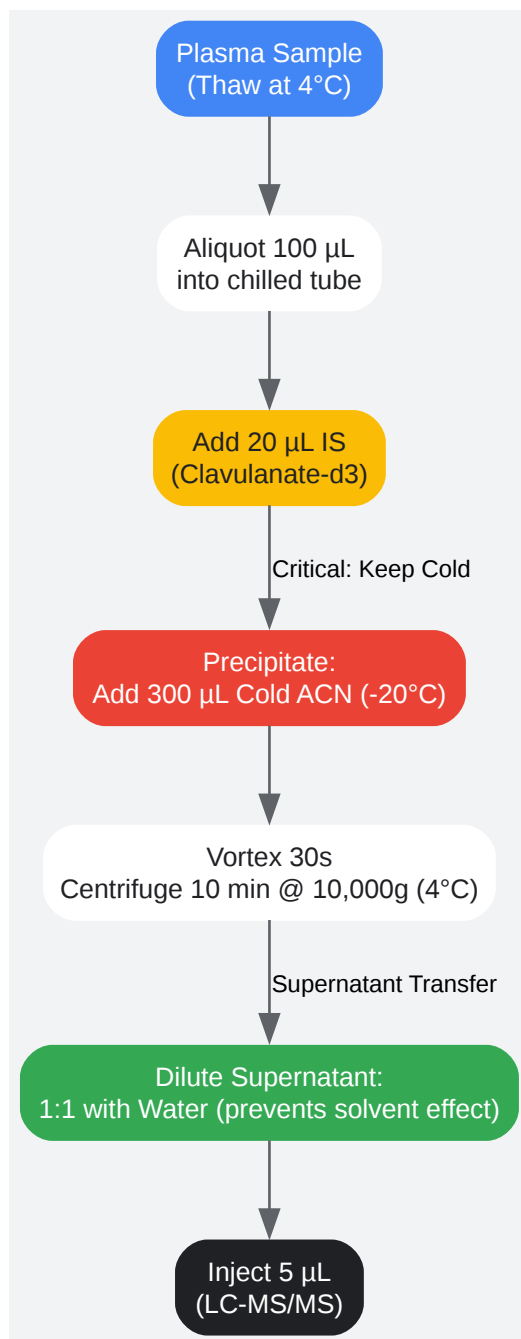 Plasma Sample
(Thaw at 4°C)
Aliquot 100 µL
into chilled tube
Add 20 µL IS
(Clavulanate-d3)
Critical: Keep Cold
Precipitate:
Add 300 µL Cold ACN (-20°C)
Vortex 30s
Centrifuge 10 min @ 10,000g (4°C)
Supernatant Transfer
Dilute Supernatant:
1:1 with Water (prevents solvent effect)
Inject 5 µL
(LC-MS/MS)